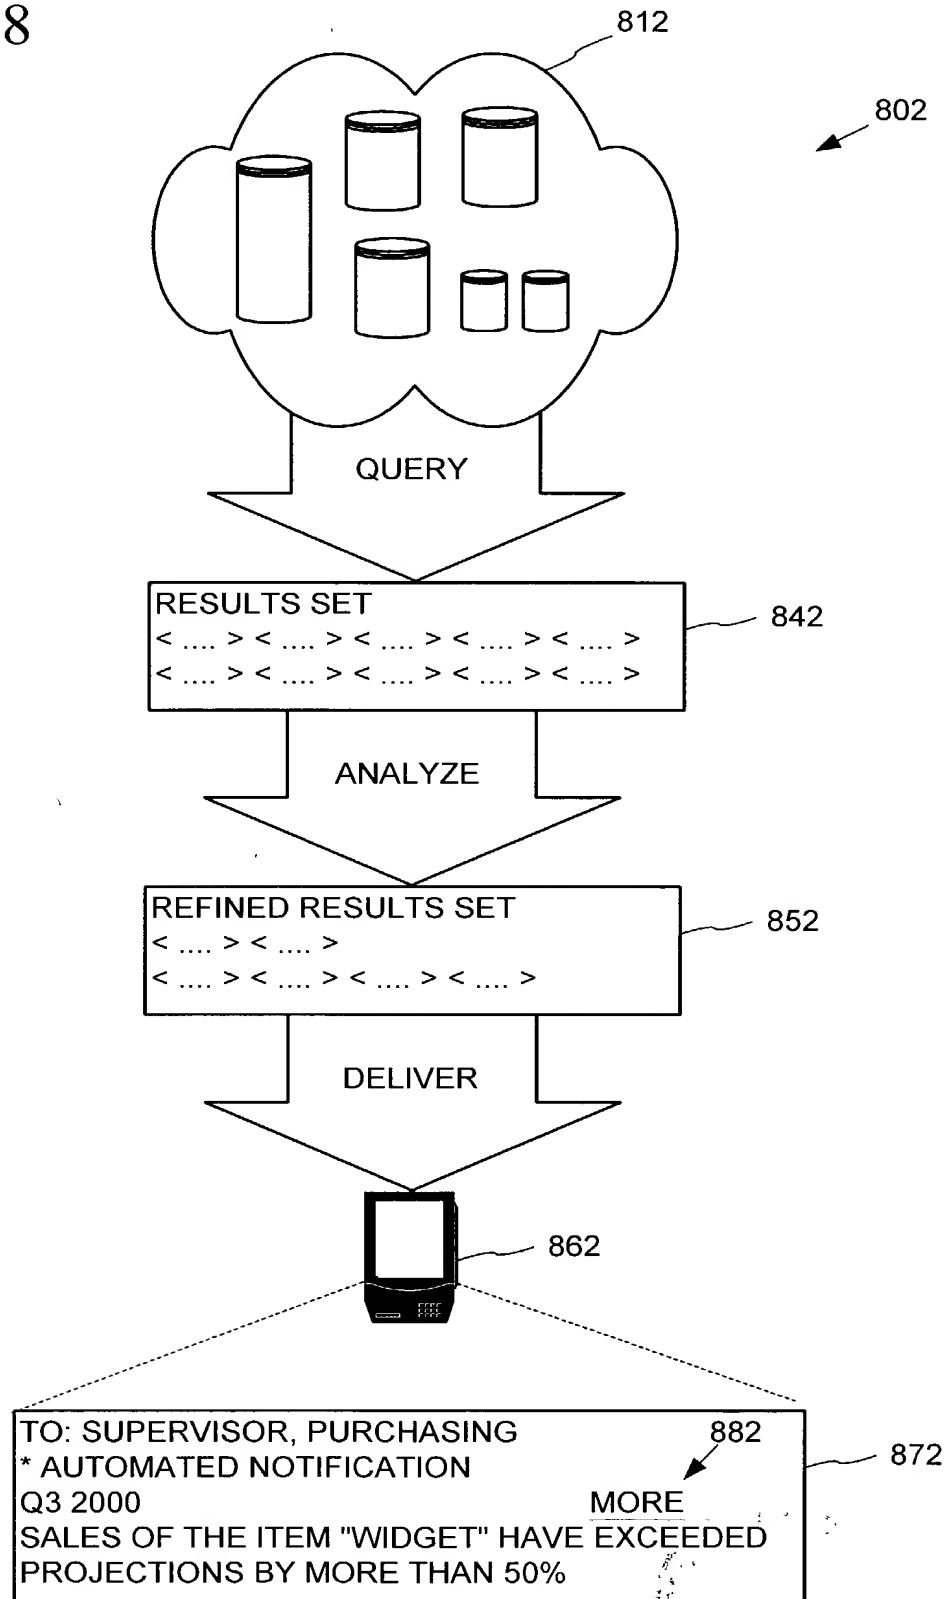 8
812
802
QUERY
RESULTS SET
842
< .... > < .... > < .... > < .... > < .... >
< .... > < .... > < .... > < .... > < .... >
ANALYZE
REFINED RESULTS SET
852
< .... > < .... >
< .... > < .... > < .... > < .... >
DELIVER
862
TO: SUPERVISOR, PURCHASING
882
* AUTOMATED NOTIFICATION
872
Q3 2000 MORE
SALES OF THE ITEM "WIDGET" HAVE EXCEEDED
PROJECTIONS BY MORE THAN 50%